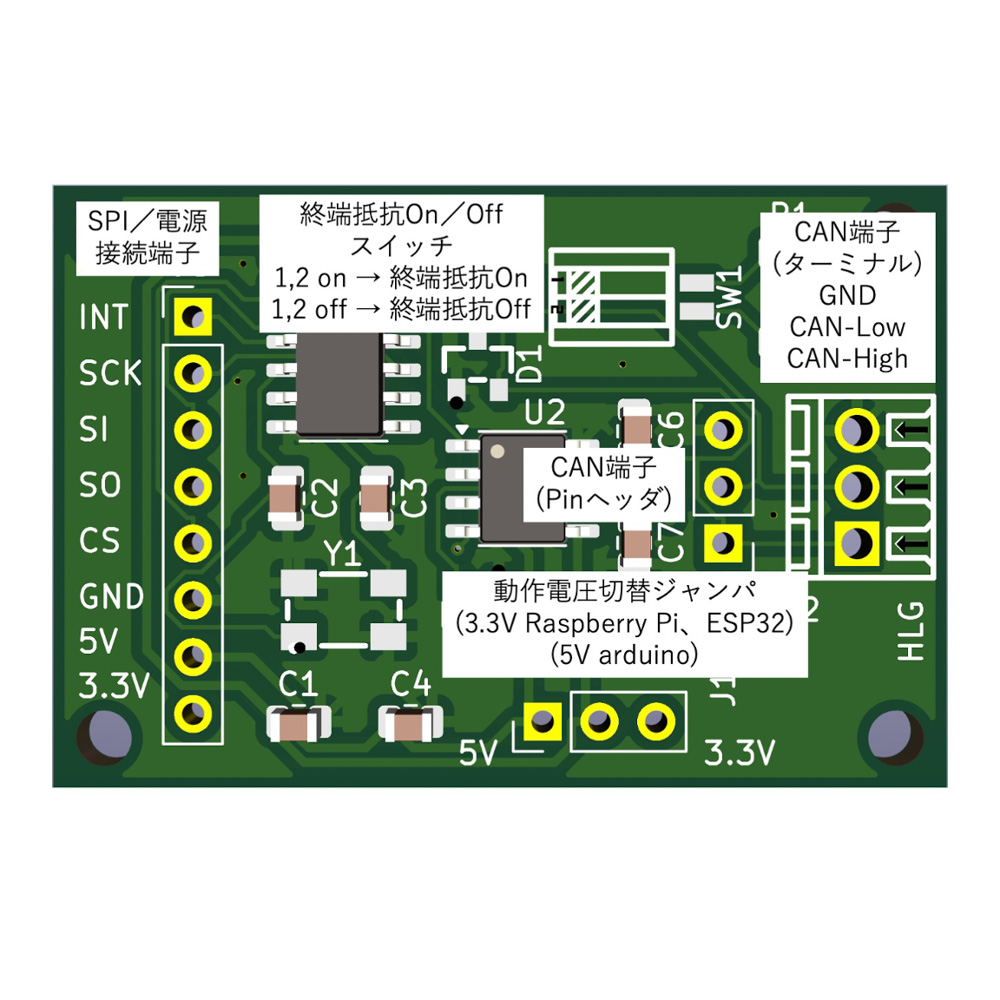 SPI／電源
接続端子
終端抵抗On／Off
スイッチ
1,2 on → 終端抵抗On
1,2 off → 終端抵抗Off
CAN端子
(ターミナル)
GND
CAN-Low
CAN-High
INT
SCK
SI
SO
CS
GND
5V
3.3V
1
2
SW1
D1
U2
C6
CAN端子
(Pinヘッダ)
C2
C3
C7
Y1
動作電圧切替ジャンパ
(3.3V Raspberry Pi、ESP32)
(5V arduino)
HLG
C1
C4
J1
5V
3.3V